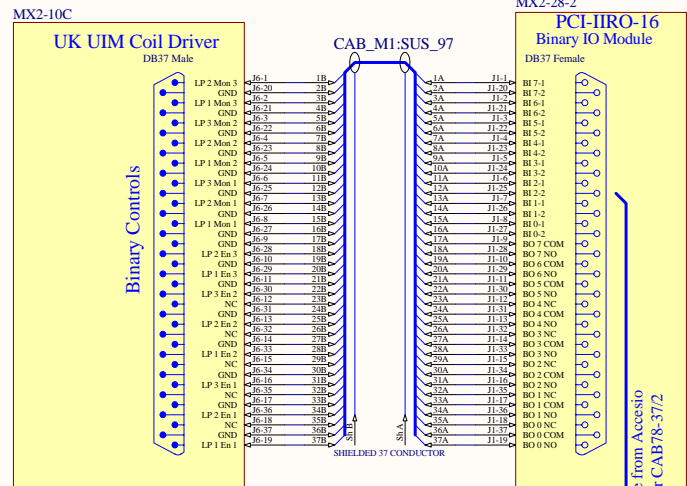 MX2-10C
MX2-28-2
UK UIM Coil Driver
DB37 Male
CAB_M1:SUS_97
PCI-IIRO-16
Binary IO Module
DB37 Female
Binary Controls
LP 2 Mon 3 J6-1 1B 1A J1-1 BI 7-1
GND J6-20 2B 2A J1-20 BI 7-2
LP 1 Mon 3 J6-2 3B 3A J1-2 BI 6-1
GND J6-21 4B 4A J1-21 BI 6-2
LP 3 Mon 2 J6-3 5B 5A J1-3 BI 5-1
GND J6-22 6B 6A J1-22 BI 5-2
LP 2 Mon 2 J6-4 7B 7A J1-4 BI 4-1
GND J6-23 8B 8A J1-23 BI 4-2
LP 1 Mon 2 J6-5 9B 9A J1-5 BI 3-1
GND J6-24 10B 10A J1-24 BI 3-2
LP 3 Mon 1 J6-6 11B 11A J1-6 BI 2-1
GND J6-25 12B 12A J1-25 BI 2-2
LP 2 Mon 1 J6-7 13B 13A J1-7 BI 1-1
GND J6-26 14B 14A J1-26 BI 1-2
LP 1 Mon 1 J6-8 15B 15A J1-8 BI 0-1
GND J6-27 16B 16A J1-27 BI 0-2
GND J6-9 17B 17A J1-9 BO 7 COM
LP 2 En 3 J6-28 18B 18A J1-28 BO 7 NO
GND J6-10 19B 19A J1-10 BO 6 COM
LP 1 En 3 J6-29 20B 20A J1-29 BO 6 NO
GND J6-11 21B 21A J1-11 BO 5 COM
LP 3 En 2 J6-30 22B 22A J1-30 BO 5 NO
NC J6-12 23B 23A J1-12 BO 4 NC
GND J6-31 24B 24A J1-31 BO 4 COM
LP 2 En 2 J6-13 25B 25A J1-13 BO 4 NO
NC J6-32 26B 26A J1-32 BO 3 NC
GND J6-14 27B 27A J1-14 BO 3 COM
LP 1 En 2 J6-33 28B 28A J1-33 BO 3 NO
NC J6-15 29B 29A J1-15 BO 2 NC
GND J6-34 30B 30A J1-34 BO 2 COM
LP 3 En 1 J6-16 31B 31A J1-16 BO 2 NO
NC J6-35 32B 32A J1-35 BO 1 NC
GND J6-17 33B 33A J1-17 BO 1 COM
LP 2 En 1 J6-36 34B 34A J1-36 BO 1 NO
NC J6-18 35B 35A J1-18 BO 0 NC
GND J6-37 36B 36A J1-37 BO 0 COM
LP 1 En 1 J6-19 37B 37A J1-19 BO 0 NO
Sh B
Sh A
SHIELDED 37 CONDUCTOR
from Accesio
CAB78-37/2